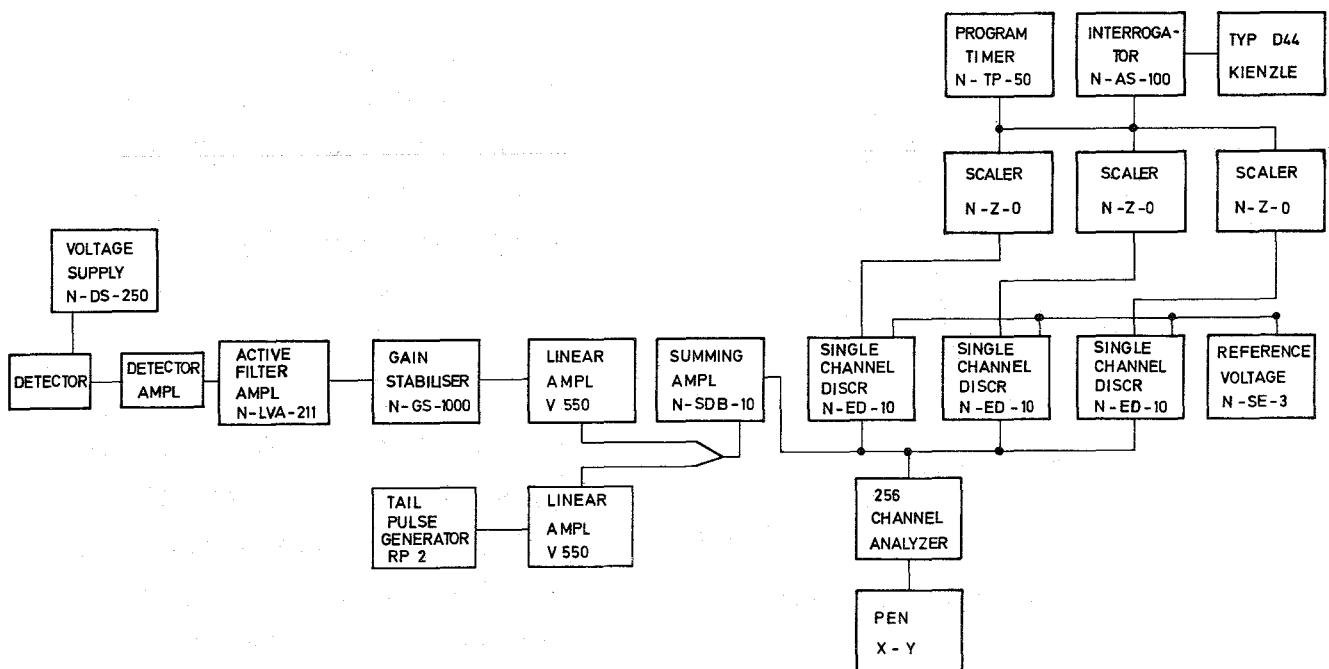 PROGRAM
TIMER
N-TP-50
INTERROGA-
TOR
N-AS-100
TYP D44
KIENZLE
SCALER
N-Z-0
SCALER
N-Z-0
SCALER
N-Z-0
VOLTAGE
SUPPLY
N-DS-250
DETECTOR
DETECTOR
AMPL
ACTIVE
FILTER
AMPL
N-LVA-211
GAIN
STABILISER
N-GS-1000
LINEAR
AMPL
V 550
SUMMING
AMPL
N-SDB-10
SINGLE
CHANNEL
DISCR
N-ED-10
SINGLE
CHANNEL
DISCR
N-ED-10
SINGLE
CHANNEL
DISCR
N-ED-10
REFERENCE
VOLTAGE
N-SE-3
TAIL
PULSE
GENERATOR
RP 2
LINEAR
AMPL
V 550
256
CHANNEL
ANALYZER
PEN
X-Y